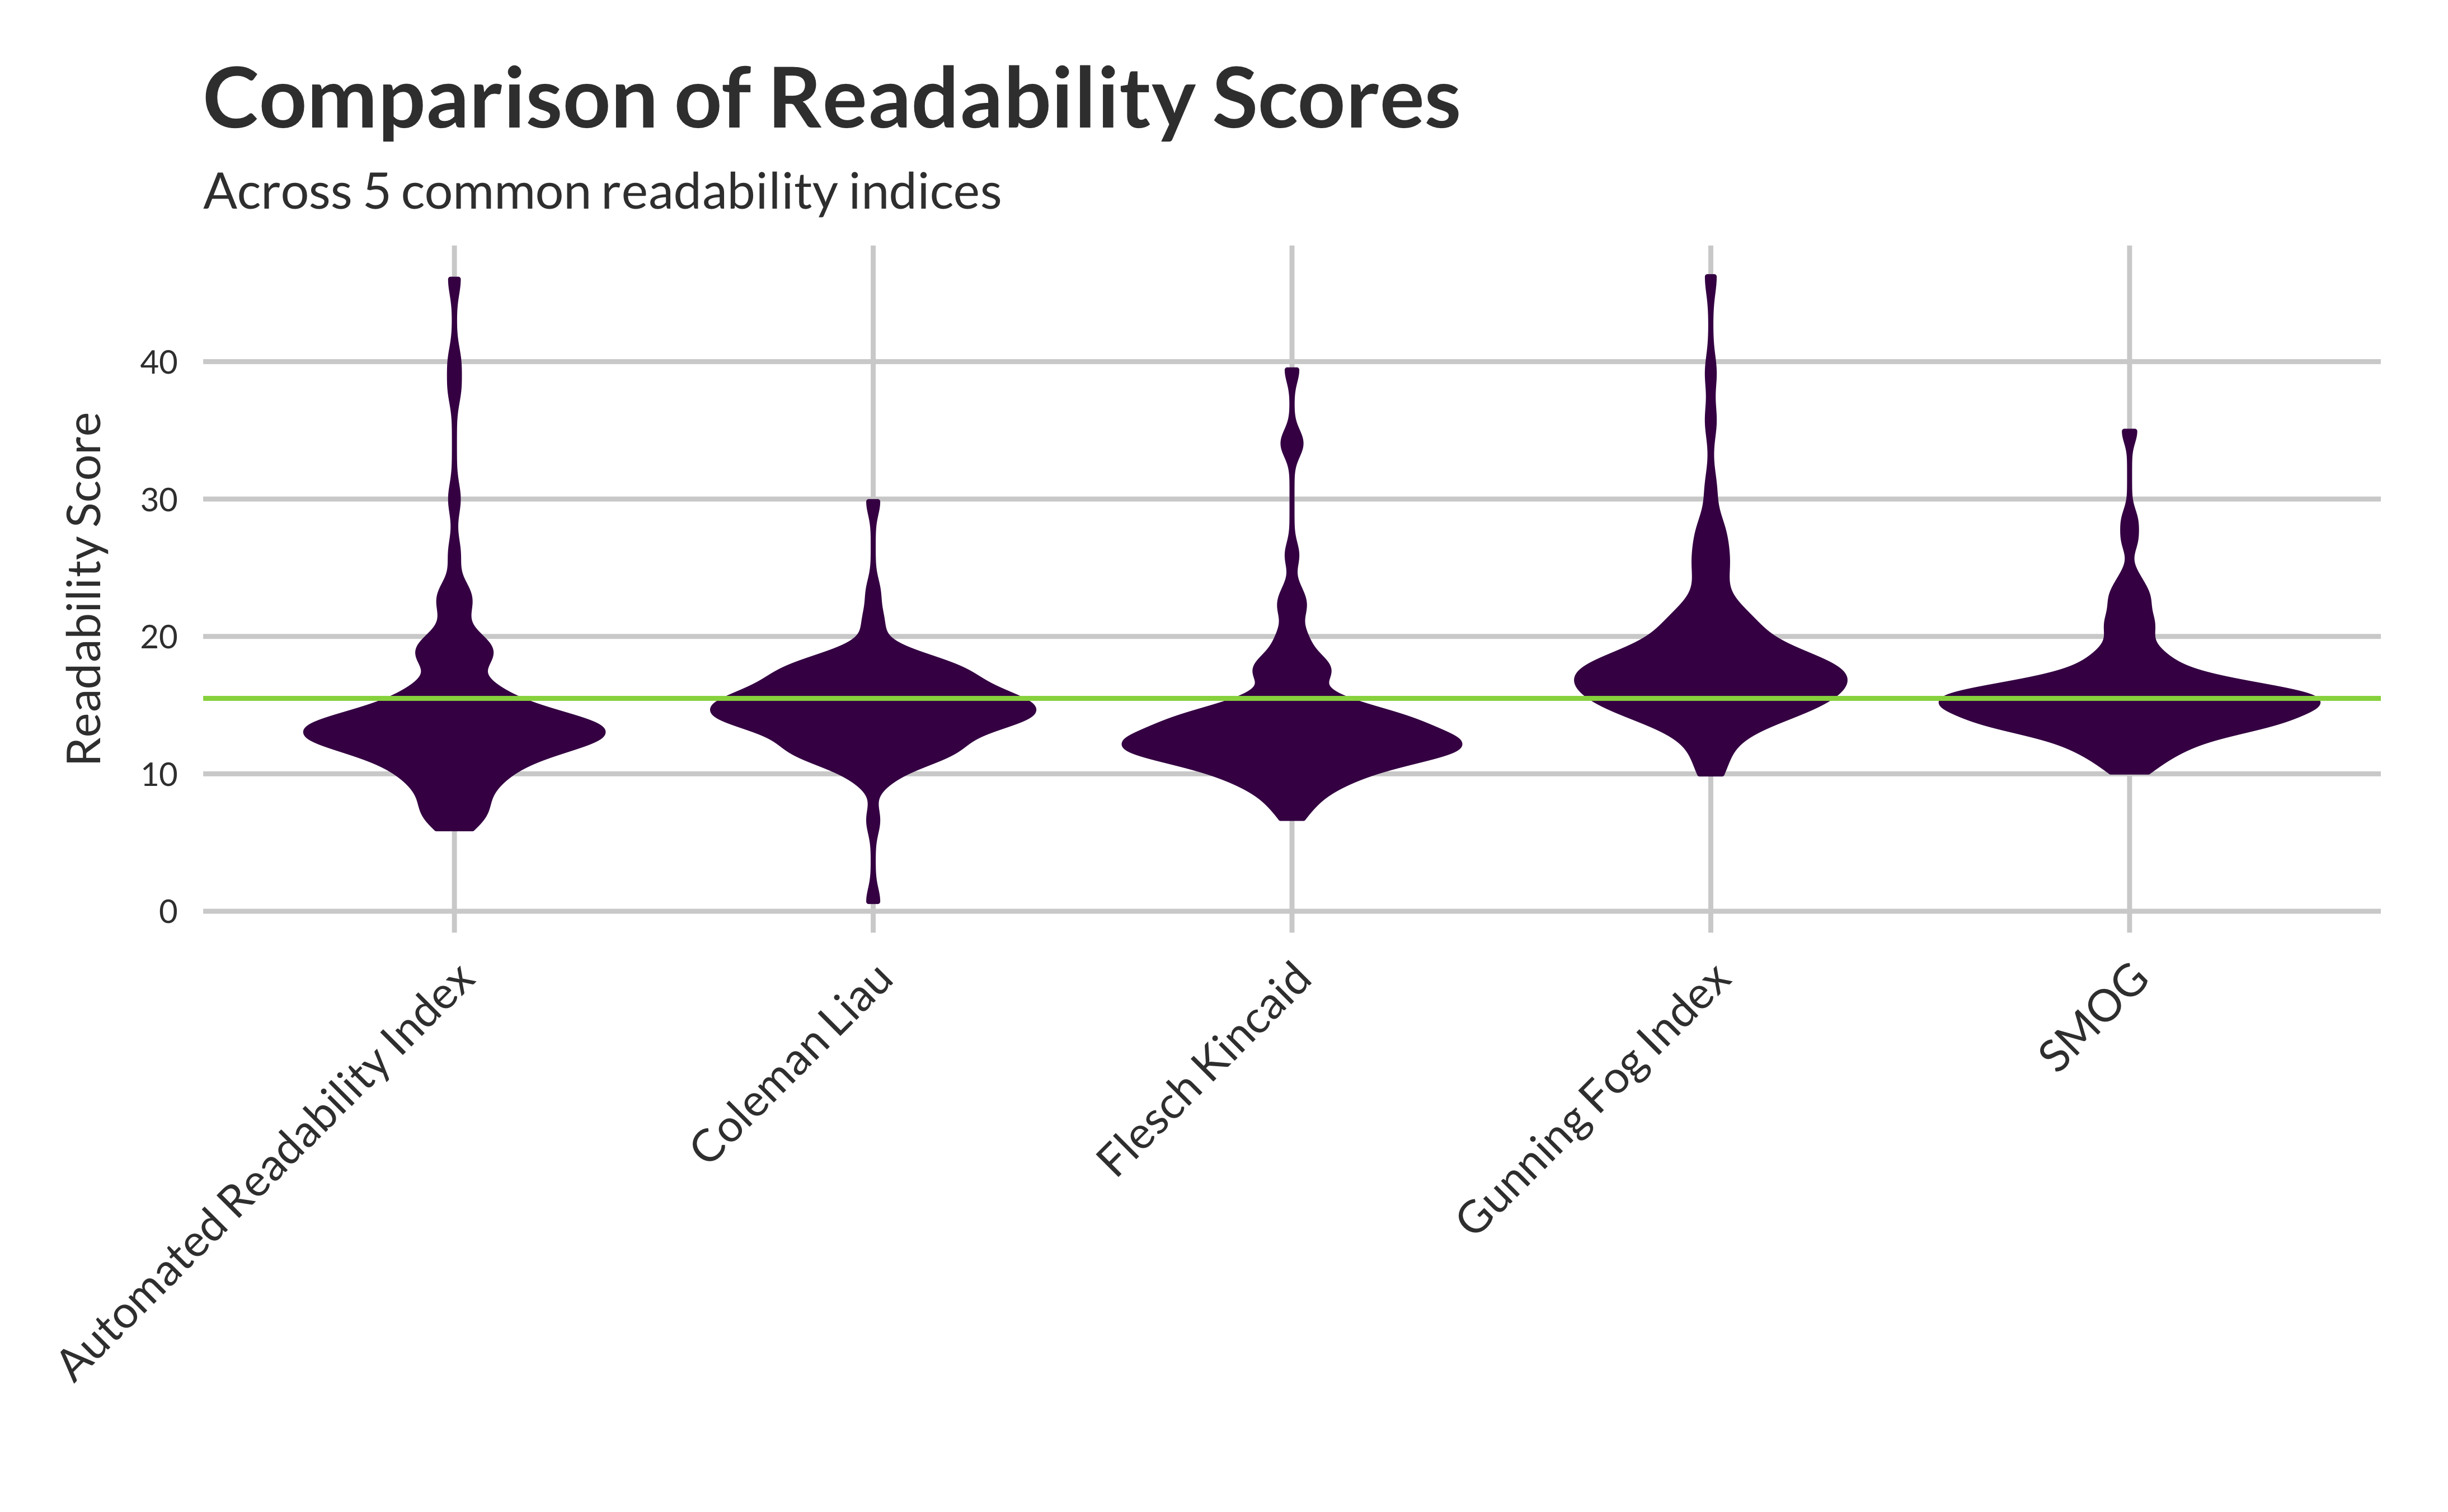 Comparison of Readability Scores
Across 5 common readability indices
Readability Score
40
30
20
10
0
Automated Readability Index
Coleman Liau
Flesch Kincaid
Gunning Fog Index
SMOG